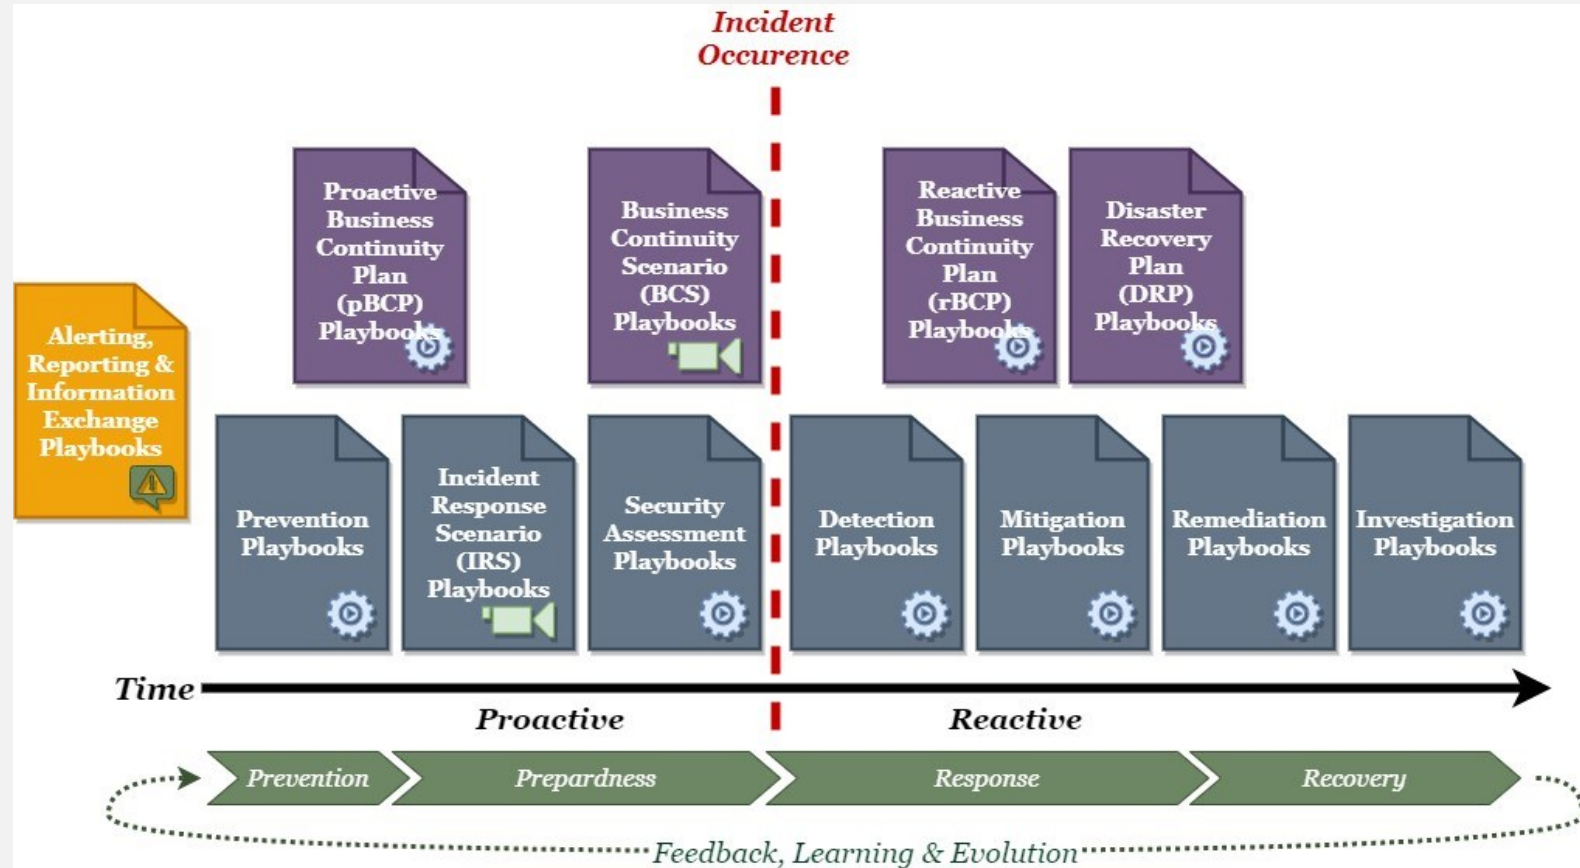 Incident
Occurence
Proactive
Business
Continuity
Plan
(pBCP)
Playbooks
Business
Continuity
Scenario
(BCS)
Playbooks
Reactive
Business
Continuity
Plan
(rBCP)
Playbooks
Disaster
Recovery
Plan
(DRP)
Playbooks
Alerting,
Reporting &
Information
Exchange
Playbooks
Prevention
Playbooks
Incident
Response
Scenario
(IRS)
Playbooks
Security
Assessment
Playbooks
Detection
Playbooks
Mitigation
Playbooks
Remediation
Playbooks
Investigation
Playbooks
Time
Proactive
Reactive
Prevention
Prepardness
Response
Recovery
Feedback, Learning & Evolution